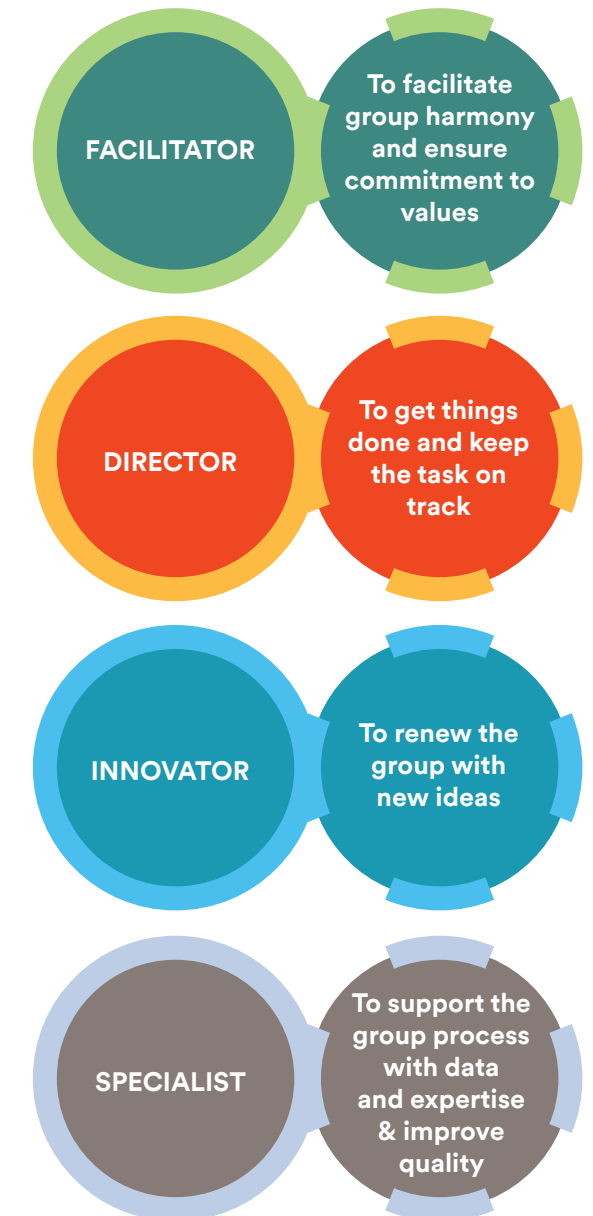 FACILITATOR
To facilitate
group harmony
and ensure
commitment to
values
DIRECTOR
To get things
done and keep
the task on
track
INNOVATOR
To renew the
group with
new ideas
SPECIALIST
To support the
group process
with data
and expertise
& improve
quality